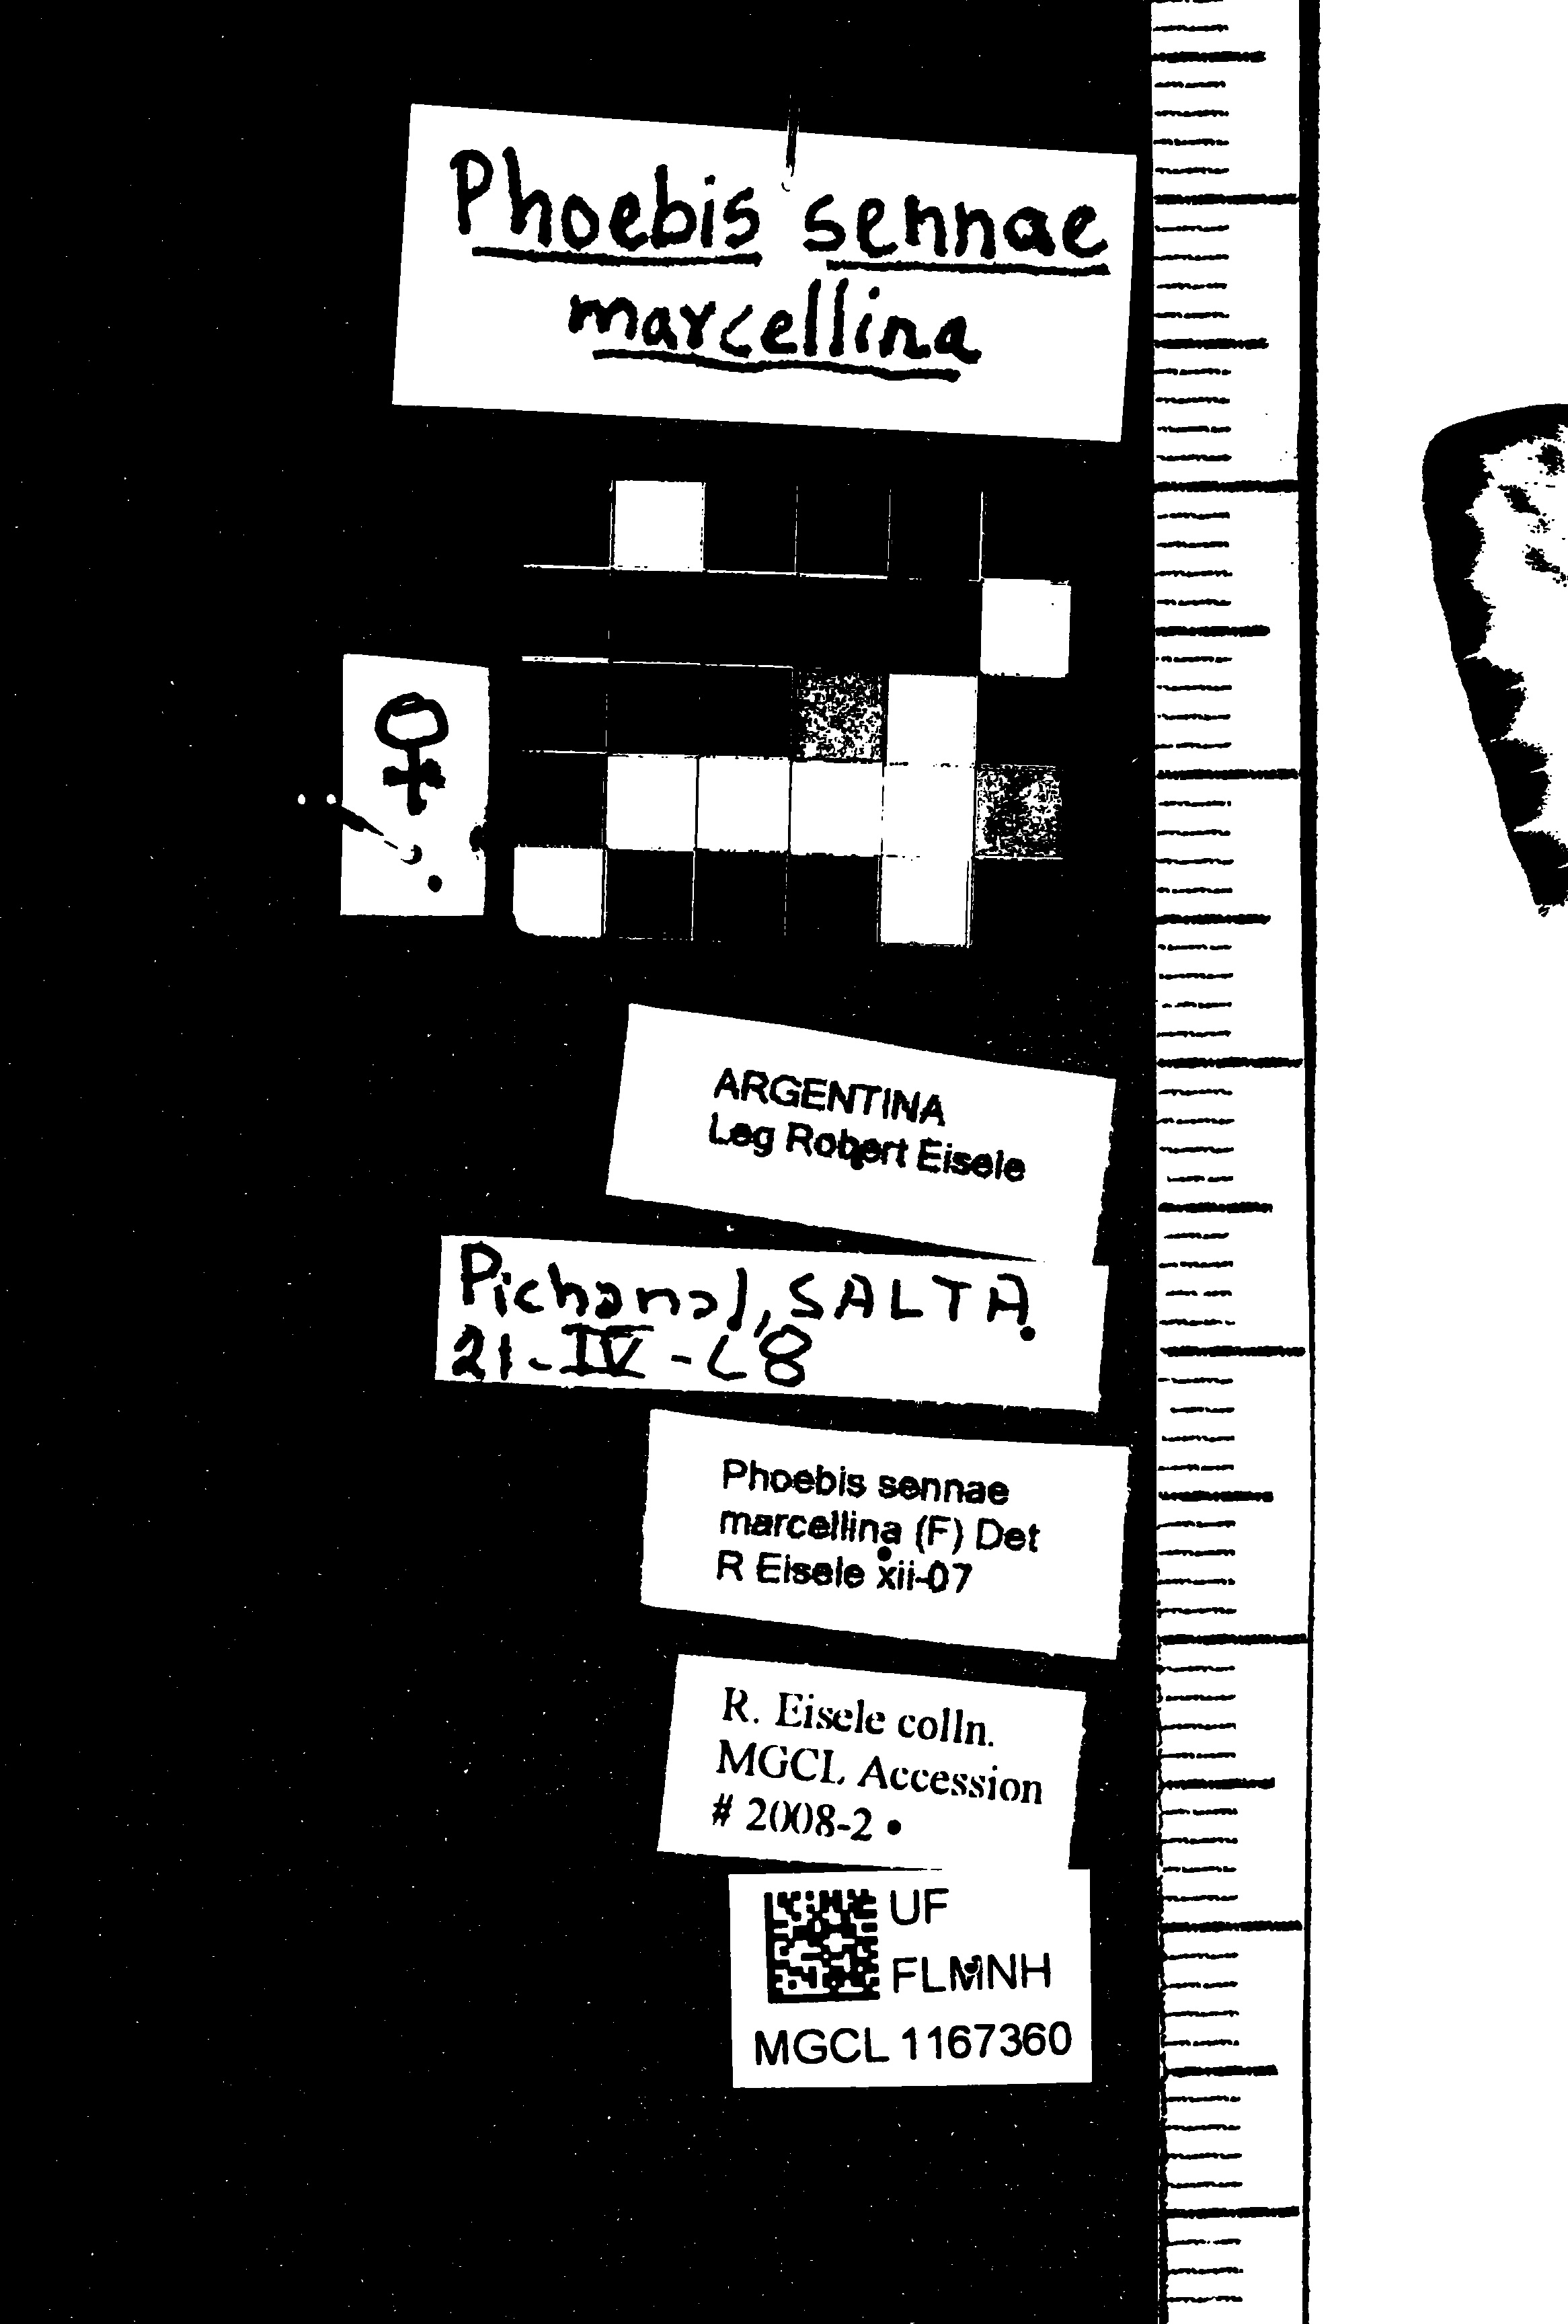 Phoebis sennae
marcellina
♀
ARGENTINA
Leg Robert Eisele
Pichanal, SALTA
21-IV-68
Phoebis sennae
marcellina (F) Det
R Eisele xii-07
R. Eisele colln.
MGCL Accession
# 2008-2
UF
FLMNH
MGCL 1167360